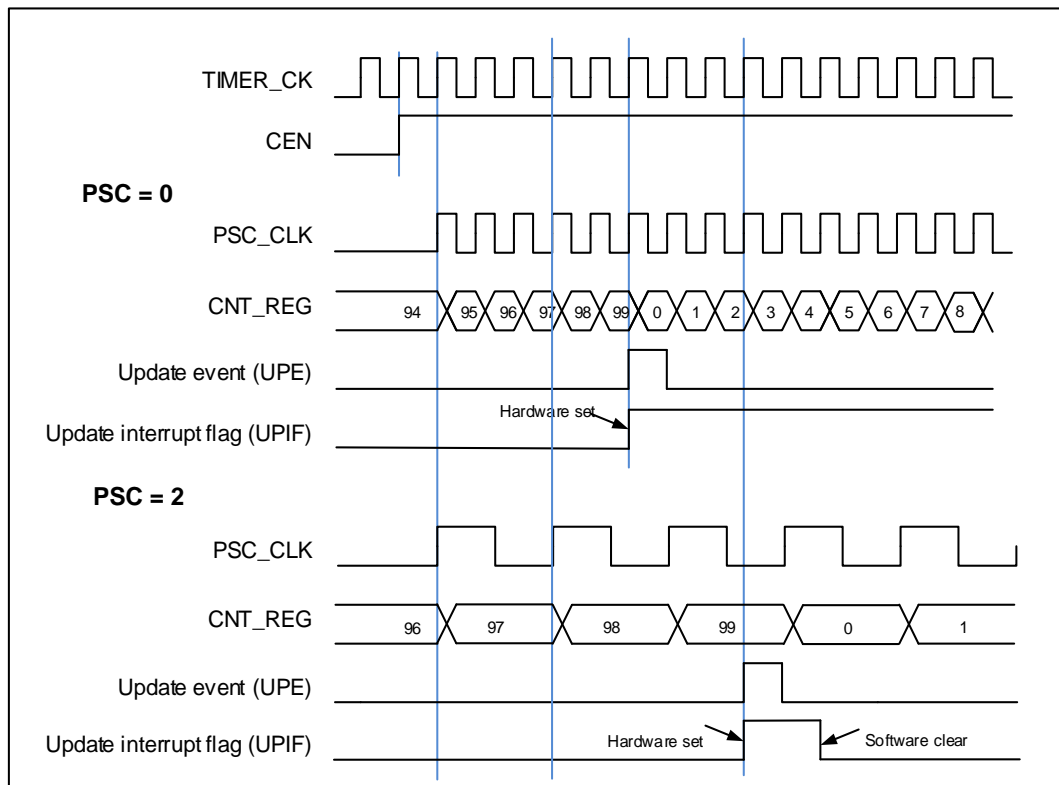 TIMER_CK
CEN
PSC = 0
PSC_CLK
CNT_REG 94 95 96 97 98 99 0 1 2 3 4 5 6 7 8
Update event (UPE)
Hardware set
Update interrupt flag (UPIF)
PSC = 2
PSC_CLK
CNT_REG 96 97 98 99 0 1
Update event (UPE)
Update interrupt flag (UPIF) Hardware set Software clear